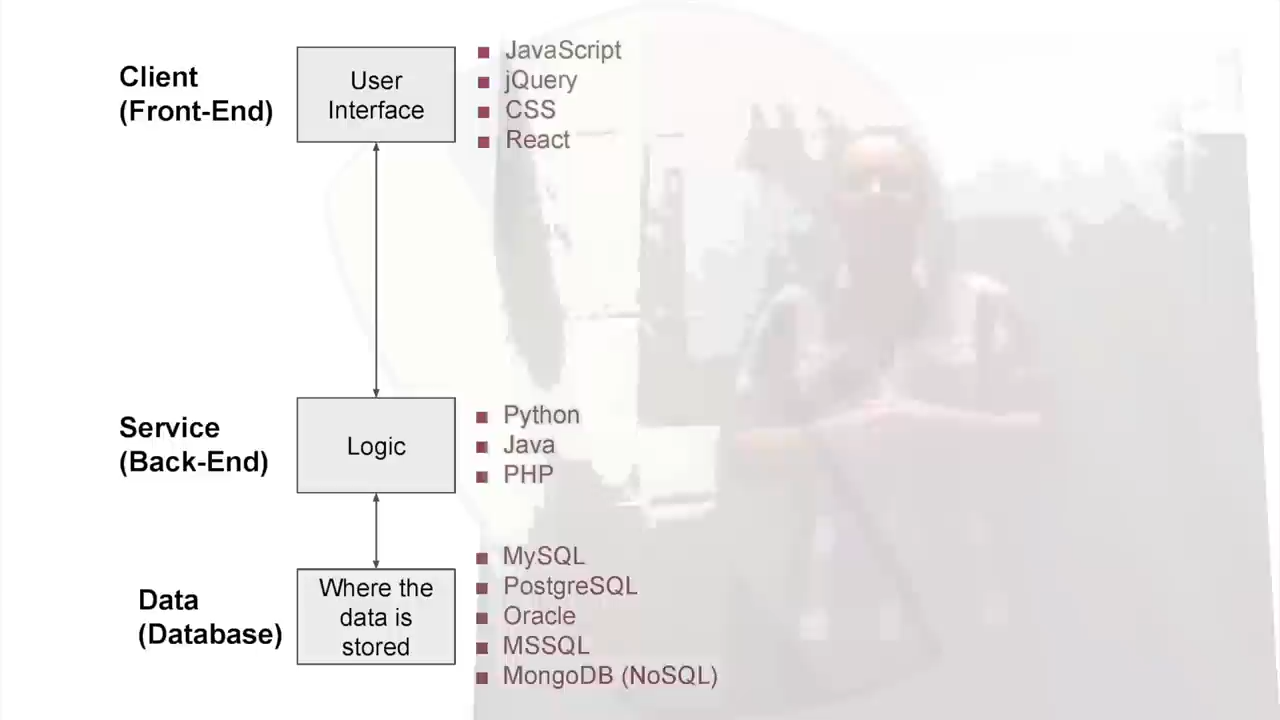 Client
(Front-End)
User
Interface
JavaScript
jQuery
CSS
React
Service
(Back-End)
Logic
Python
Java
PHP
Data
(Database)
Where the
data is
stored
MySQL
PostgreSQL
Oracle
MSSQL
MongoDB (NoSQL)